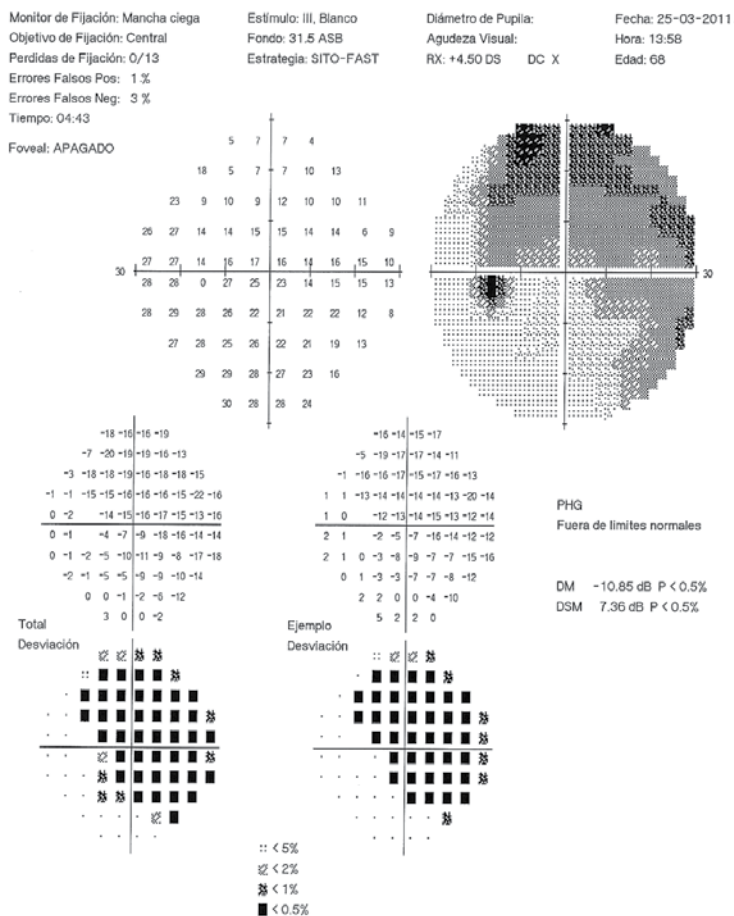 Monitor de Fijación: Mancha ciega
Objetivo de Fijación: Central
Perdidas de Fijación: 0/13
Errores Falsos Pos: 1 %
Errores Falsos Neg: 3 %
Tiempo: 04:43
Foveal: APAGADO
Estímulo: III, Blanco
Fondo: 31.5 ASB
Estrategia: SITO-FAST
Diámetro de Pupila:
Agudeza Visual:
RX: +4.50 DS DC X
Fecha: 25-03-2011
Hora: 13:58
Edad: 68
5 7 7 4
18 5 7 7 10 13
23 9 10 9 12 10 10 11
26 27 14 14 15 15 14 14 6 9
27 27 14 16 17 16 14 16 15 10
30
28 28 0 27 25 23 14 15 15 13
28 29 28 26 22 21 22 22 12 8
27 28 25 26 22 21 19 13
29 29 28 27 23 16
30 28 28 24
30
-18 -16 -16 -19
-7 -20 -19 -19 -16 -13
-3 -18 -18 -19 -16 -18 -18 -15
-1 -1 -15 -15 -16 -16 -16 -15 -22 -16
0 -2 -14 -15 -16 -17 -15 -13 -16
0 -1 -4 -7 -9 -18 -16 -14 -14
0 -1 -2 -5 -10 -11 -9 -8 -17 -18
-2 -1 -5 -5 -9 -9 -10 -14
0 0 -1 -2 -6 -12
3 0 0 -2
Total
Desviación
-16 -14 -15 -17
-5 -19 -17 -17 -14 -11
-1 -16 -16 -17 -15 -17 -16 -13
1 1 -13 -14 -14 -14 -14 -13 -20 -14
1 0 -12 -13 -14 -15 -13 -12 -14
2 1 -2 -5 -7 -16 -14 -12 -12
2 1 0 -3 -8 -9 -7 -7 -15 -16
0 1 -3 -3 -7 -7 -8 -12
2 2 0 0 -4 -10
5 2 2 0
Ejemplo
Desviación
PHG
Fuera de limites normales
DM -10.85 dB P < 0.5%
DSM 7.36 dB P < 0.5%
< 5%
< 2%
< 1%
< 0.5%